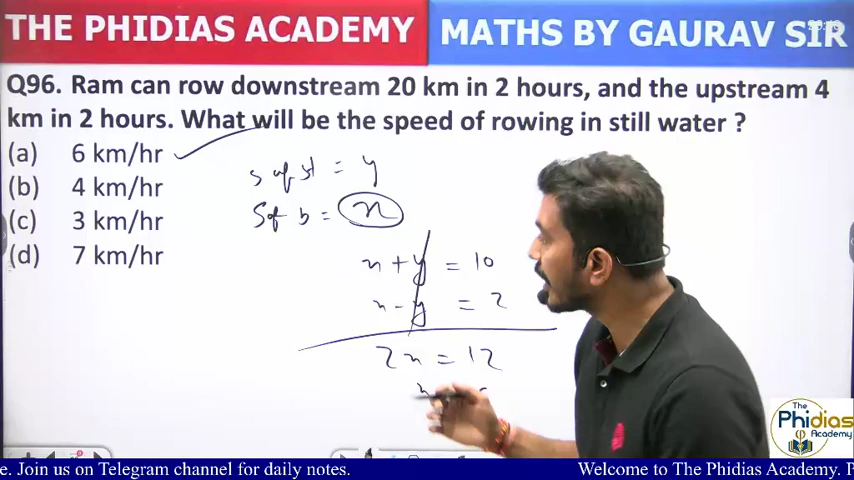 THE PHIDIAS ACADEMY
MATHS BY GAURAV SIR
Q96. Ram can row downstream 20 km in 2 hours, and the upstream 4
km in 2 hours. What will be the speed of rowing in still water ?
(a) 6 km/hr
(b) 4 km/hr
(c) 3 km/hr
(d) 7 km/hr
S of st = y
S of b = x
x + y = 10
x - y = 2
2x = 12
The
Phidias
Academy
e. Join us on Telegram channel for daily notes.
Welcome to The Phidias Academy. P